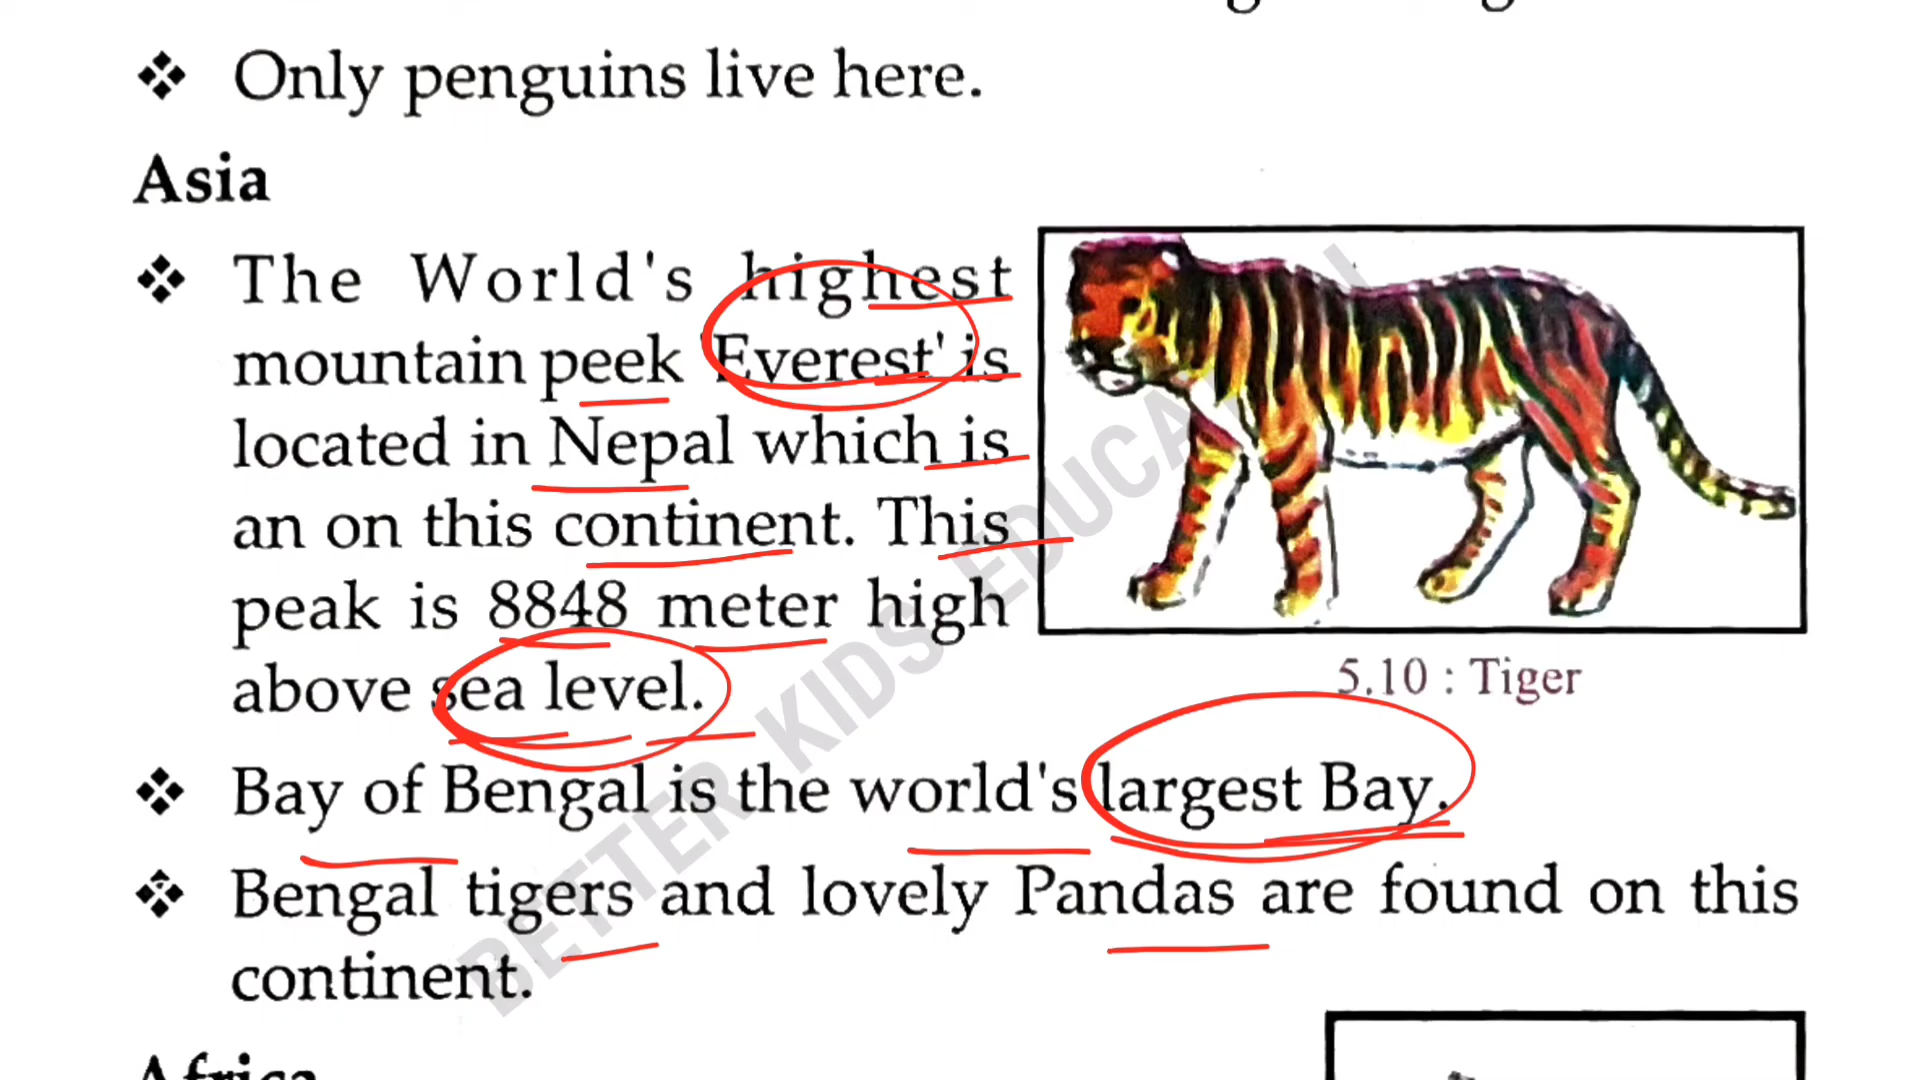 ❖ Only penguins live here.
Asia
❖ The World's highest
mountain peek 'Everest' is
located in Nepal which is
an on this continent. This
peak is 8848 meter high
above sea level.
5.10 : Tiger
❖ Bay of Bengal is the world's largest Bay.
❖ Bengal tigers and lovely Pandas are found on this
continent.
Africa
BETTER KIDS EDUCATION